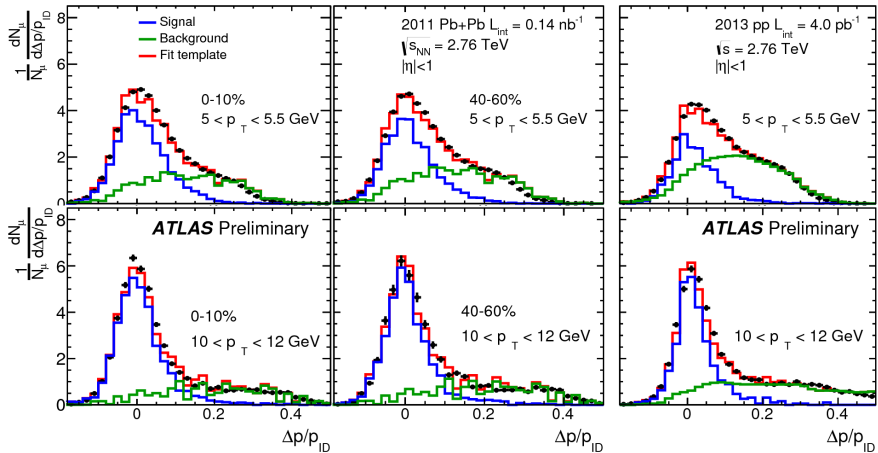 1/N_μ dN_μ/dΔp/p_ID
8
6
4
2
0
Signal
Background
Fit template
0-10%
5 < p_T < 5.5 GeV
2011 Pb+Pb L_int = 0.14 nb^-1
√s_NN = 2.76 TeV
|η|<1
40-60%
5 < p_T < 5.5 GeV
2013 pp L_int = 4.0 pb^-1
√s = 2.76 TeV
|η|<1
5 < p_T < 5.5 GeV
1/N_μ dN_μ/dΔp/p_ID
8
6
4
2
0
ATLAS Preliminary
0-10%
10 < p_T < 12 GeV
ATLAS Preliminary
40-60%
10 < p_T < 12 GeV
ATLAS Preliminary
10 < p_T < 12 GeV
0 0.2 0.4
Δp/p_ID
0 0.2 0.4
Δp/p_ID
0 0.2 0.4
Δp/p_ID